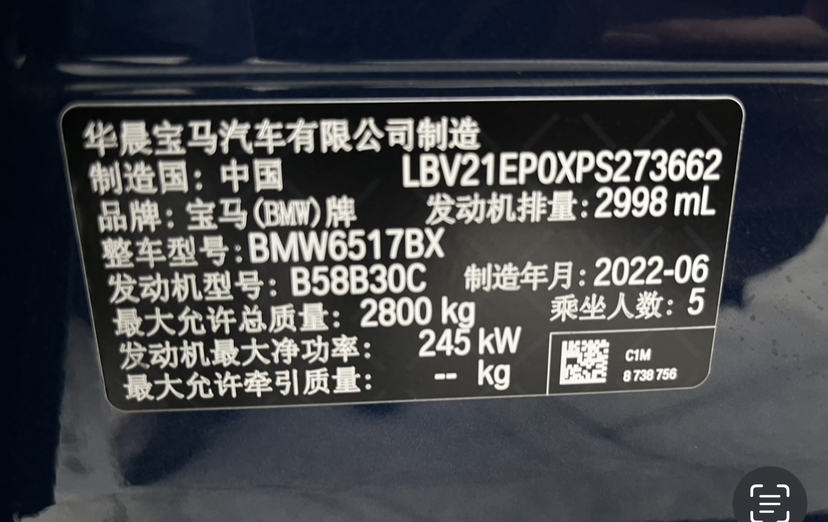 华晨宝马汽车有限公司制造
制造国：中国 LBV21EP0XPS273662
品牌：宝马(BMW)牌 发动机排量：2998 mL
整车型号：BMW6517BX
发动机型号：B58B30C 制造年月：2022-06
最大允许总质量：2800 kg 乘坐人数：5
发动机最大净功率：245 kW
最大允许牵引质量：-- kg
C1M
8 738 756